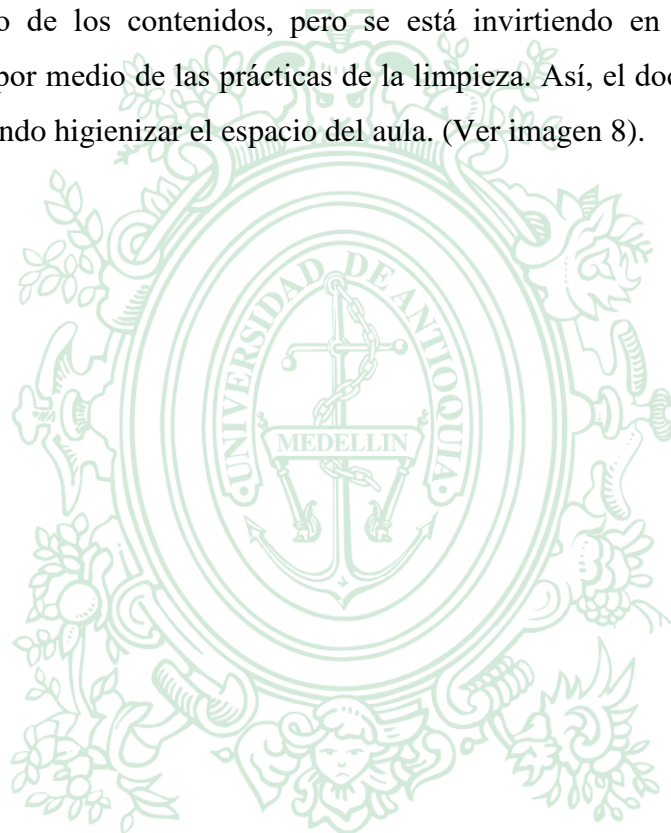 o de los contenidos, pero se está invirtiendo en
por medio de las prácticas de la limpieza. Así, el doc
ndo higienizar el espacio del aula. (Ver imagen 8).
UNIVERSIDAD DE ANTIOQUIA
MEDELLIN